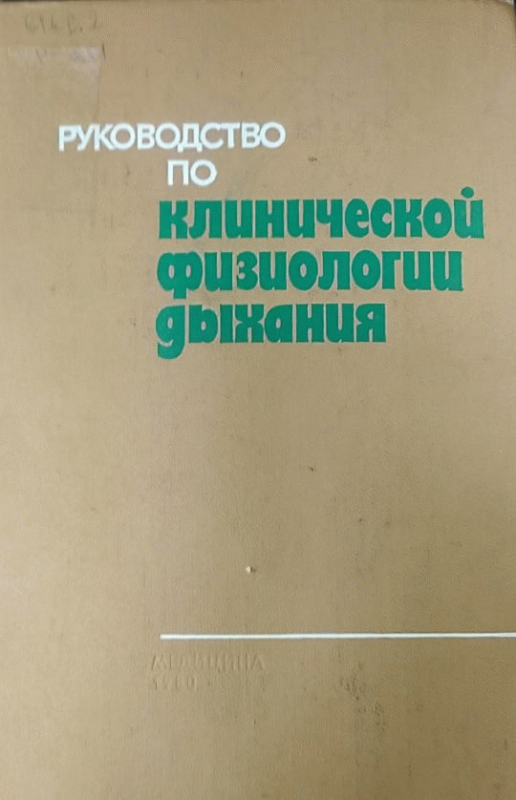 РУКОВОДСТВО
ПО
клинической
физиологии
дыхания
МЕДИЦИНА